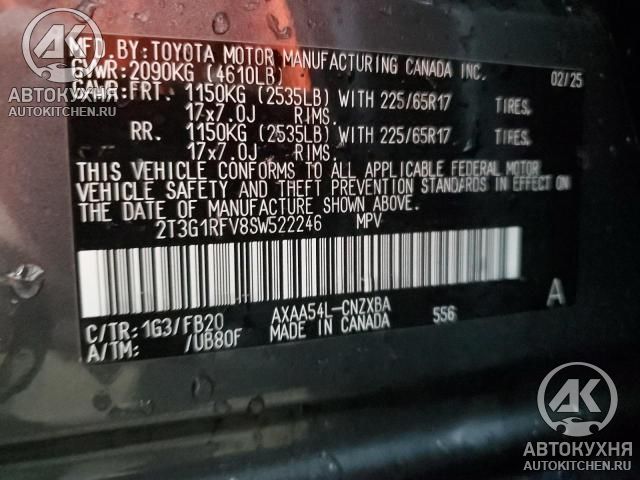 MFD.BY:TOYOTA MOTOR MANUFACTURING CANADA INC.
GVWR:2090KG (4610LB) 02/25
GAWR:FRT. 1150KG (2535LB) WITH 225/65R17 TIRES.
17x7.0J RIMS.
RR. 1150KG (2535LB) WITH 225/65R17 TIRES.
17x7.0J RIMS.
THIS VEHICLE CONFORMS TO ALL APPLICABLE FEDERAL MOTOR
VEHICLE SAFETY AND THEFT PREVENTION STANDARDS IN EFFECT ON
THE DATE OF MANUFACTURE SHOWN ABOVE.
2T3G1RFV8SW522246 MPV
C/TR:1G3/FB20 AXAA54L-CNZXBA 556 A
A/TM: /UB80F MADE IN CANADA
АК
АВТОКУХНЯ
AUTOKITCHEN.RU
АК
АВТОКУХНЯ
AUTOKITCHEN.RU